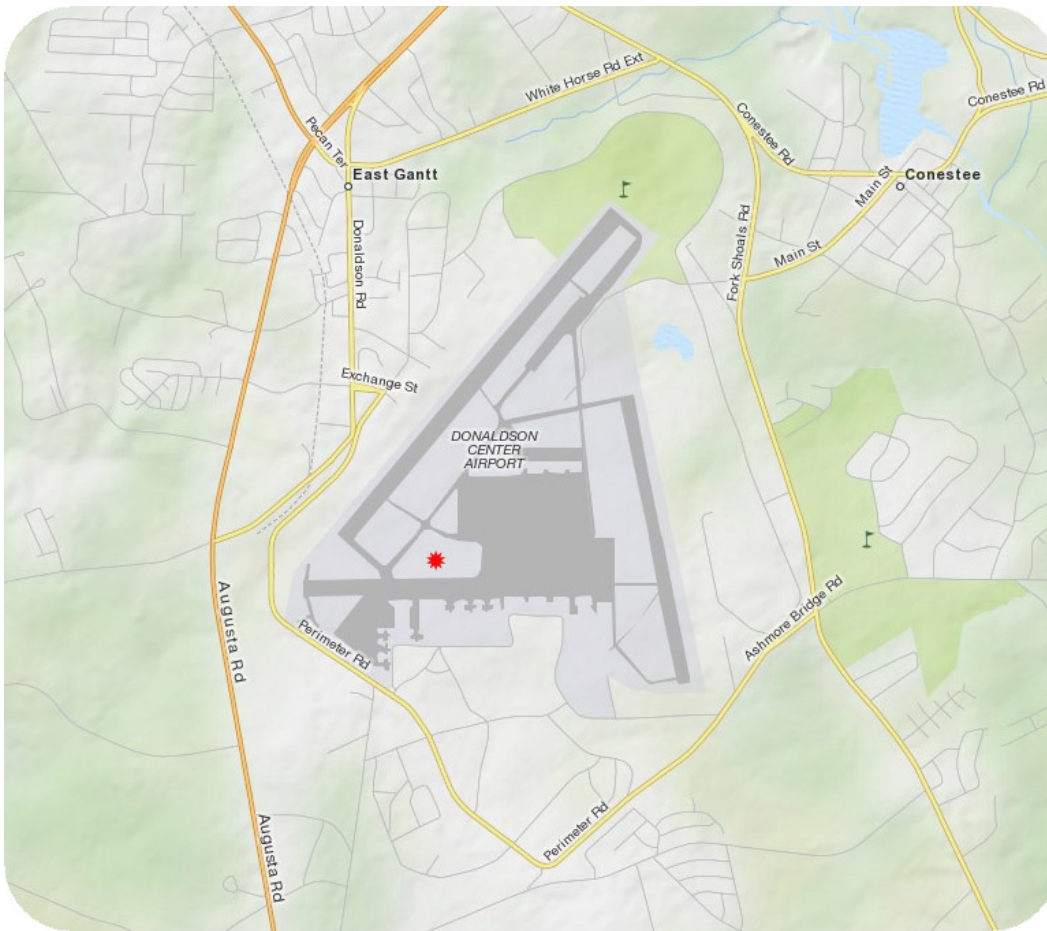 White Horse Rd Ext
Conestee Rd
Pecan Ter
Conestee Rd
East Gantt
Main St
Conestee
Donaldson Rd
Fork Shoals Rd
Main St
Exchange St
DONALDSON
CENTER
AIRPORT
Augusta Rd
Perimeter Rd
Ashmore Bridge Rd
Augusta Rd
Perimeter Rd